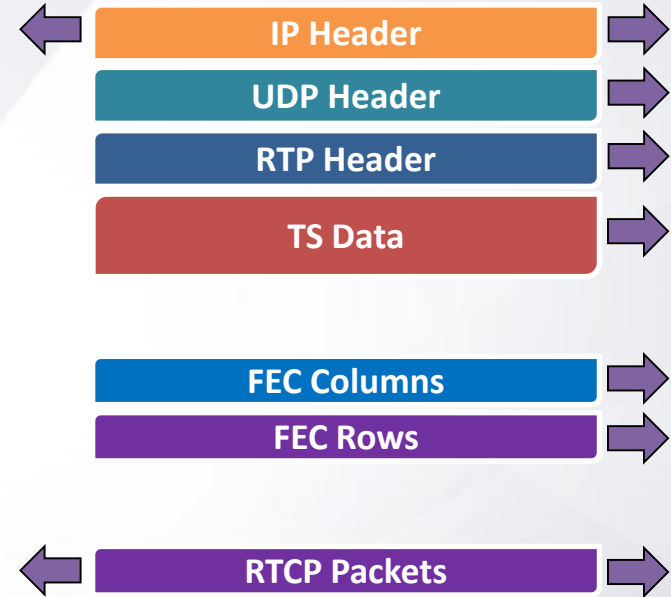 IP Header
UDP Header
RTP Header
TS Data
FEC Columns
FEC Rows
RTCP Packets